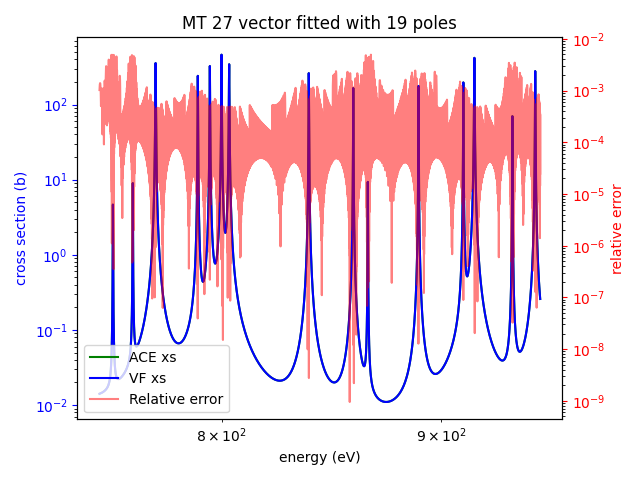 MT 27 vector fitted with 19 poles
10⁻²
10⁻³
10⁻⁴
10⁻⁵
10⁻⁶
10⁻⁷
10⁻⁸
10⁻⁹
relative error
10²
10¹
10⁰
10⁻¹
10⁻²
cross section (b)
ACE xs
VF xs
Relative error
8 × 10²
9 × 10²
energy (eV)